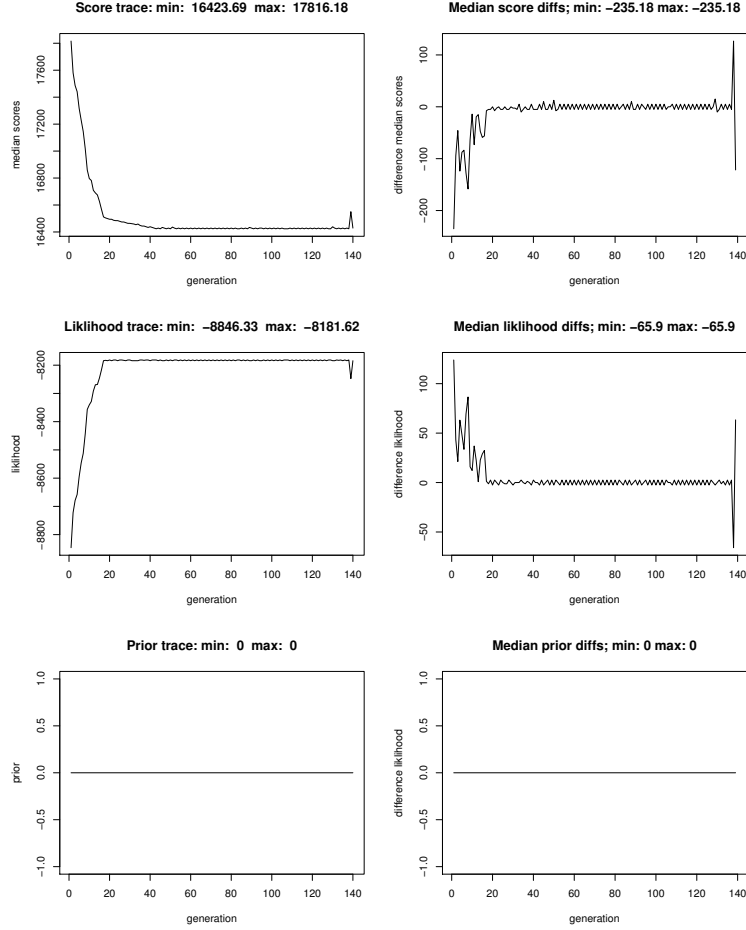 Score trace: min:  16423.69  max:  17816.18
median scores
17600
17200
16800
16400
0 20 40 60 80 100 120 140
generation
Median score diffs; min: −235.18 max: −235.18
difference median scores
100
0
−100
−200
0 20 40 60 80 100 120 140
generation
Liklihood trace: min:  −8846.33  max:  −8181.62
liklihood
−8200
−8400
−8600
−8800
0 20 40 60 80 100 120 140
generation
Median liklihood diffs; min: −65.9 max: −65.9
difference liklihood
100
50
0
−50
0 20 40 60 80 100 120 140
generation
Prior trace: min:  0  max:  0
prior
1.0
0.5
0.0
−0.5
−1.0
0 20 40 60 80 100 120 140
generation
Median prior diffs; min: 0 max: 0
difference liklihood
1.0
0.5
0.0
−0.5
−1.0
0 20 40 60 80 100 120 140
generation